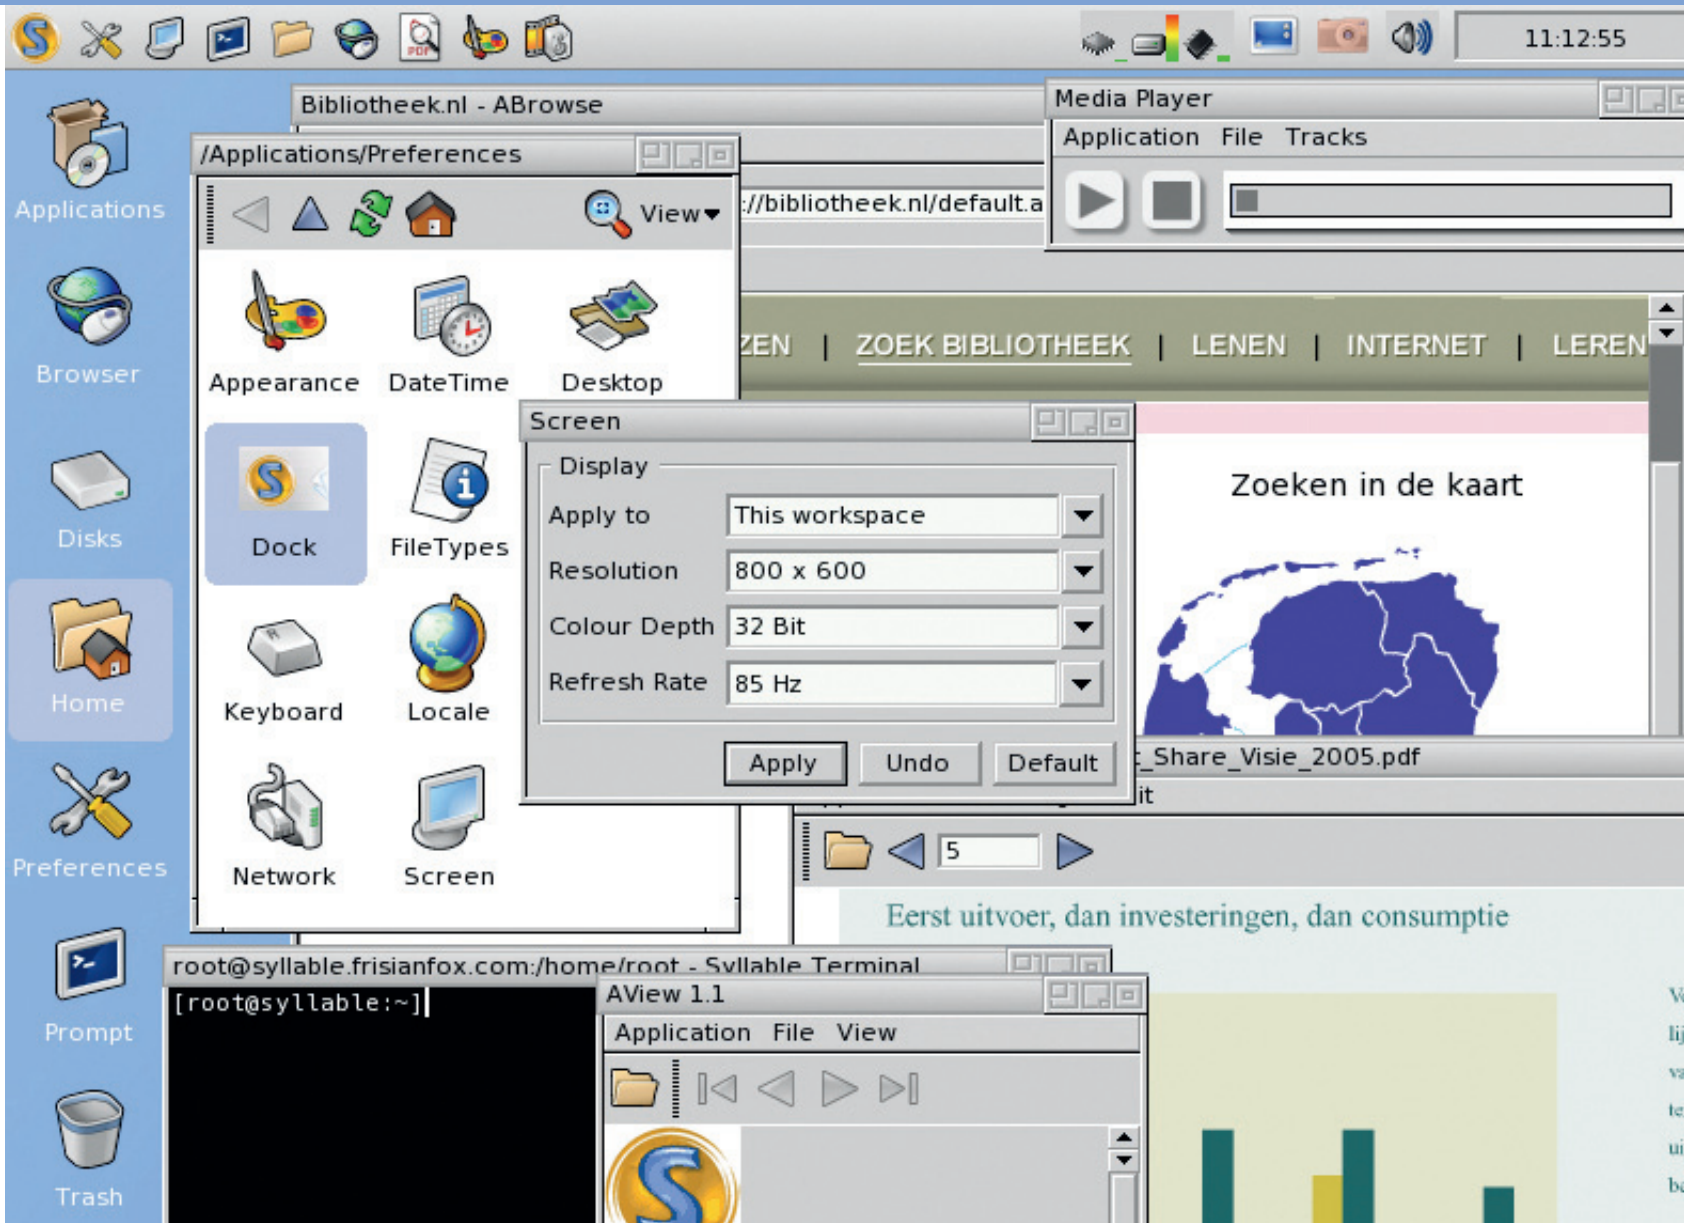 11:12:55
Applications
Browser
Disks
Home
Preferences
Prompt
Trash
Bibliotheek.nl - ABrowse
://bibliotheek.nl/default.a
ZOEK BIBLIOTHEEK | LENEN | INTERNET | LEREN
Zoeken in de kaart
Media Player
Application File Tracks
/Applications/Preferences
View
Appearance DateTime Desktop
Dock FileTypes
Keyboard Locale
Network Screen
Screen
Display
Apply to This workspace
Resolution 800 x 600
Colour Depth 32 Bit
Refresh Rate 85 Hz
Apply Undo Default
_Share_Visie_2005.pdf
5
Eerst uitvoer, dan investeringen, dan consumptie
root@syllable.frisianfox.com:/home/root - Syllable Terminal
[root@syllable:~]
AView 1.1
Application File View